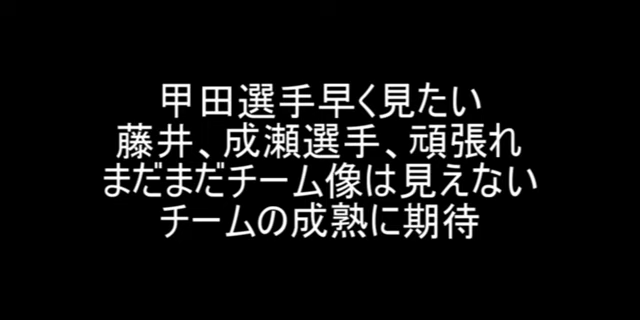 甲田選手早く見たい
藤井、成瀬選手、頑張れ
まだまだチーム像は見えない
チームの成熟に期待